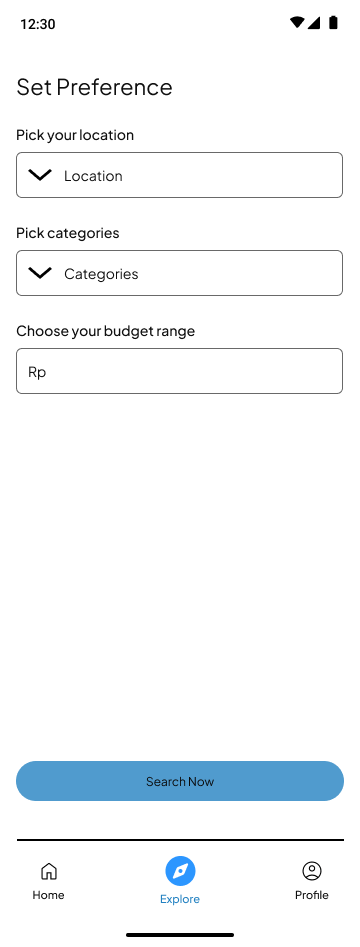 12:30
Set Preference
Pick your location
Location
Pick categories
Categories
Choose your budget range
Rp
Search Now
Home
Explore
Profile